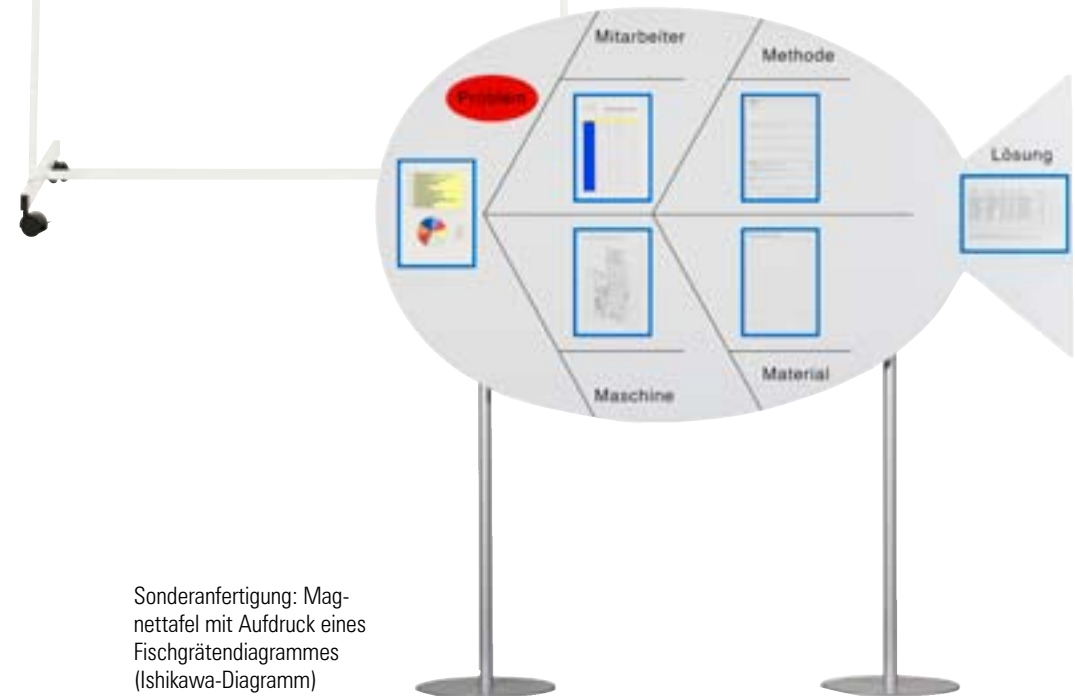 Mitarbeiter
Methode
Problem
Lösung
Maschine
Material
Sonderanfertigung: Mag-
nettafel mit Aufdruck eines
Fischgrätendiagrammes
(Ishikawa-Diagramm)